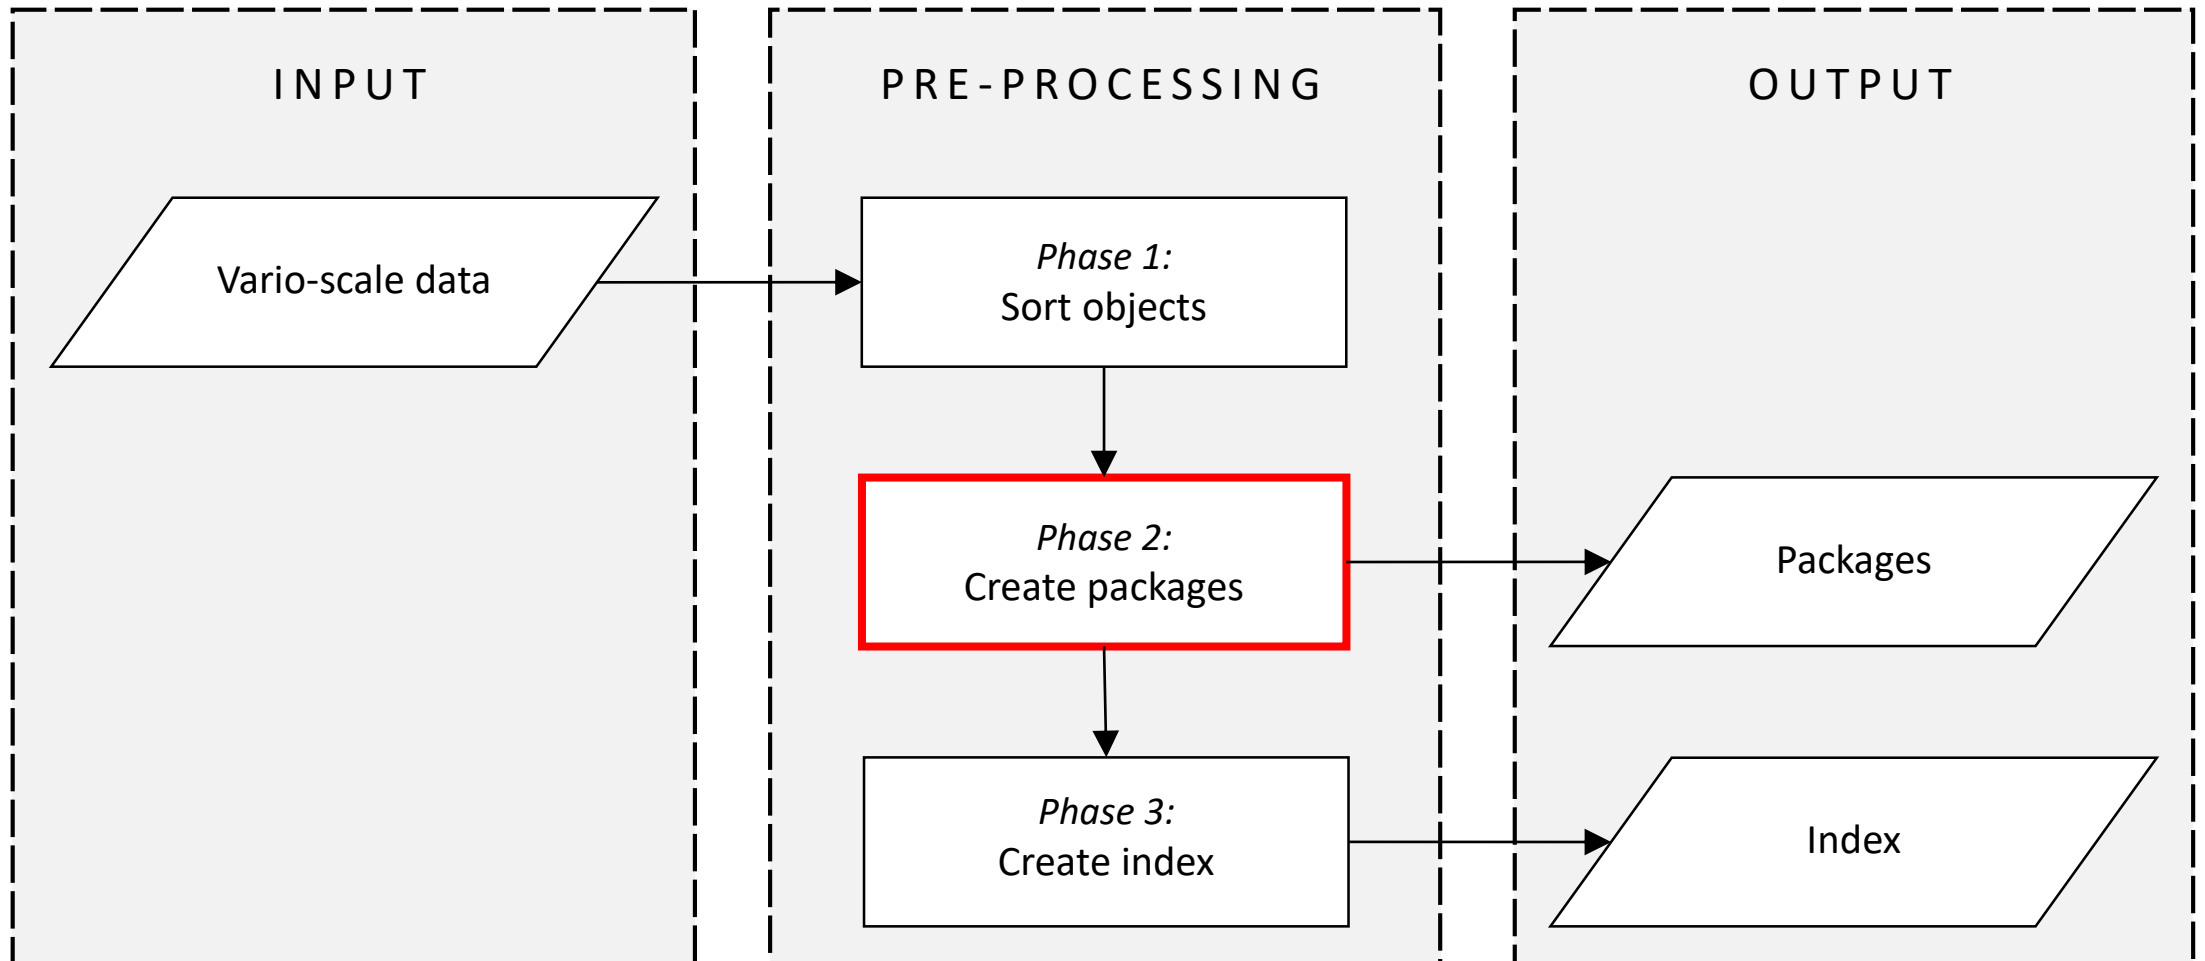 INPUT
PRE-PROCESSING
OUTPUT
Vario-scale data
Phase 1:
Sort objects
Phase 2:
Create packages
Packages
Phase 3:
Create index
Index